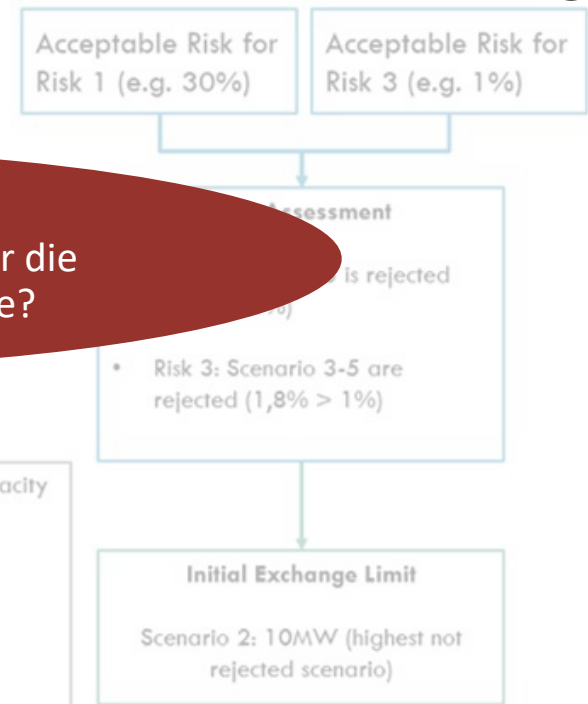 Acceptable Risk for
Risk 1 (e.g. 30%)
Acceptable Risk for
Risk 3 (e.g. 1%)
r die
e?
ssessment
is rejected
%)
• Risk 3: Scenario 3-5 are
rejected (1,8% > 1%)
acity
Initial Exchange Limit
Scenario 2: 10MW (highest not
rejected scenario)